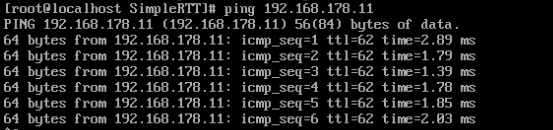 [root@localhost SimpleRTT]# ping 192.168.178.11
PING 192.168.178.11 (192.168.178.11) 56(84) bytes of data.
64 bytes from 192.168.178.11: icmp_seq=1 ttl=62 time=2.89 ms
64 bytes from 192.168.178.11: icmp_seq=2 ttl=62 time=1.79 ms
64 bytes from 192.168.178.11: icmp_seq=3 ttl=62 time=1.39 ms
64 bytes from 192.168.178.11: icmp_seq=4 ttl=62 time=1.78 ms
64 bytes from 192.168.178.11: icmp_seq=5 ttl=62 time=1.85 ms
64 bytes from 192.168.178.11: icmp_seq=6 ttl=62 time=2.03 ms